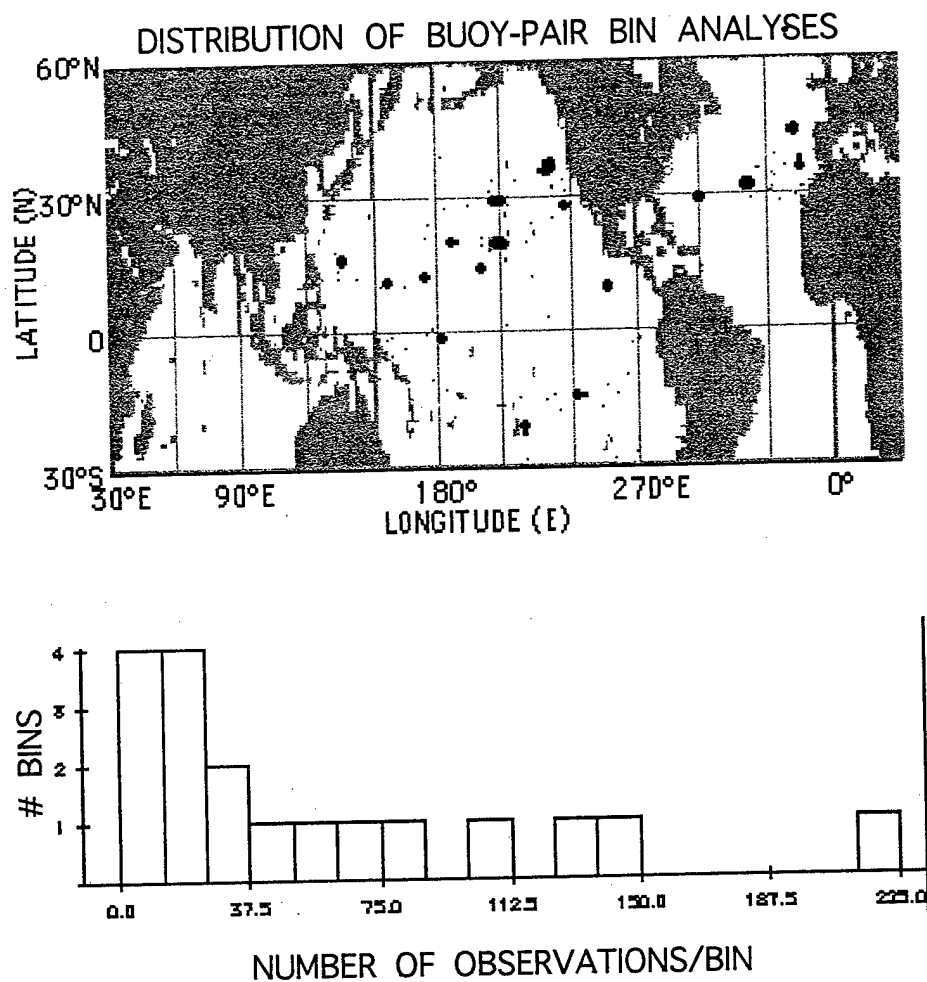 DISTRIBUTION OF BUOY-PAIR BIN ANALYSES
60°N
30°N
0
30°S
LATITUDE (N)
30°E 90°E 180° 270°E 0°
LONGITUDE (E)
4
3
2
1
# BINS
0.0 37.5 75.0 112.5 150.0 187.5 225.0
NUMBER OF OBSERVATIONS/BIN